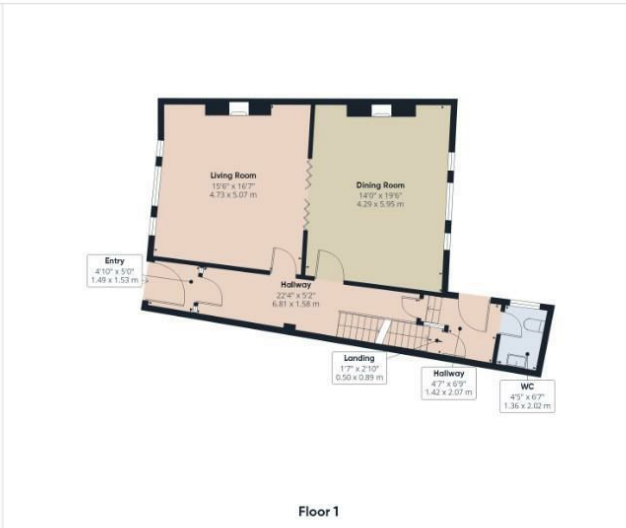 Living Room
15'6" x 16'7"
4.73 x 5.07 m
Dining Room
14'0" x 19'6"
4.29 x 5.95 m
Entry
4'10" x 5'0"
1.49 x 1.53 m
Hallway
22'4" x 5'2"
6.81 x 1.58 m
Landing
1'7" x 2'10"
0.50 x 0.89 m
Hallway
4'7" x 6'9"
1.42 x 2.07 m
WC
4'5" x 6'7"
1.36 x 2.02 m
Floor 1